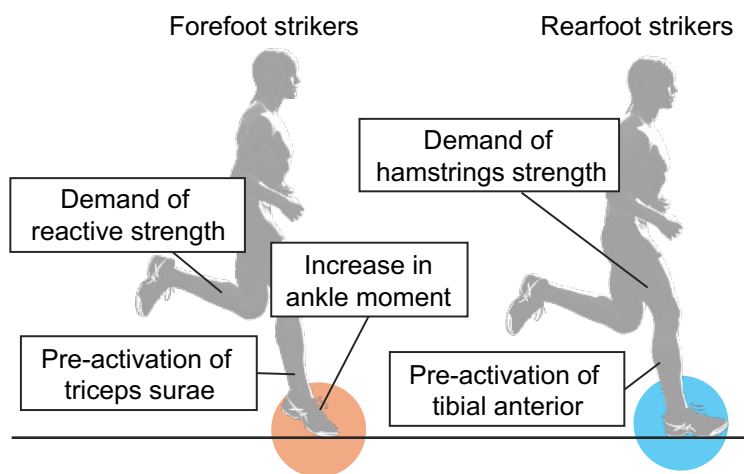 Forefoot strikers
Rearfoot strikers
Demand of
hamstrings strength
Demand of
reactive strength
Increase in
ankle moment
Pre-activation of
triceps surae
Pre-activation of
tibial anterior